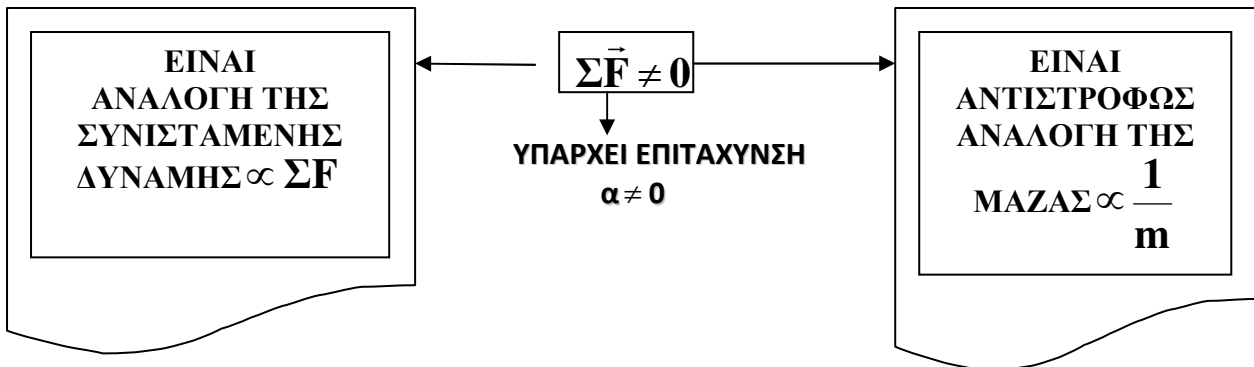 ΕΙΝΑΙ
ΑΝΑΛΟΓΗ ΤΗΣ
ΣΥΝΙΣΤΑΜΕΝΗΣ
ΔΥΝΑΜΗΣ ∝ ΣF
ΣF⃗ ≠ 0
ΥΠΑΡΧΕΙ ΕΠΙΤΑΧΥΝΣΗ
α ≠ 0
ΕΙΝΑΙ
ΑΝΤΙΣΤΡΟΦΩΣ
ΑΝΑΛΟΓΗ ΤΗΣ
ΜΑΖΑΣ ∝ 1/m